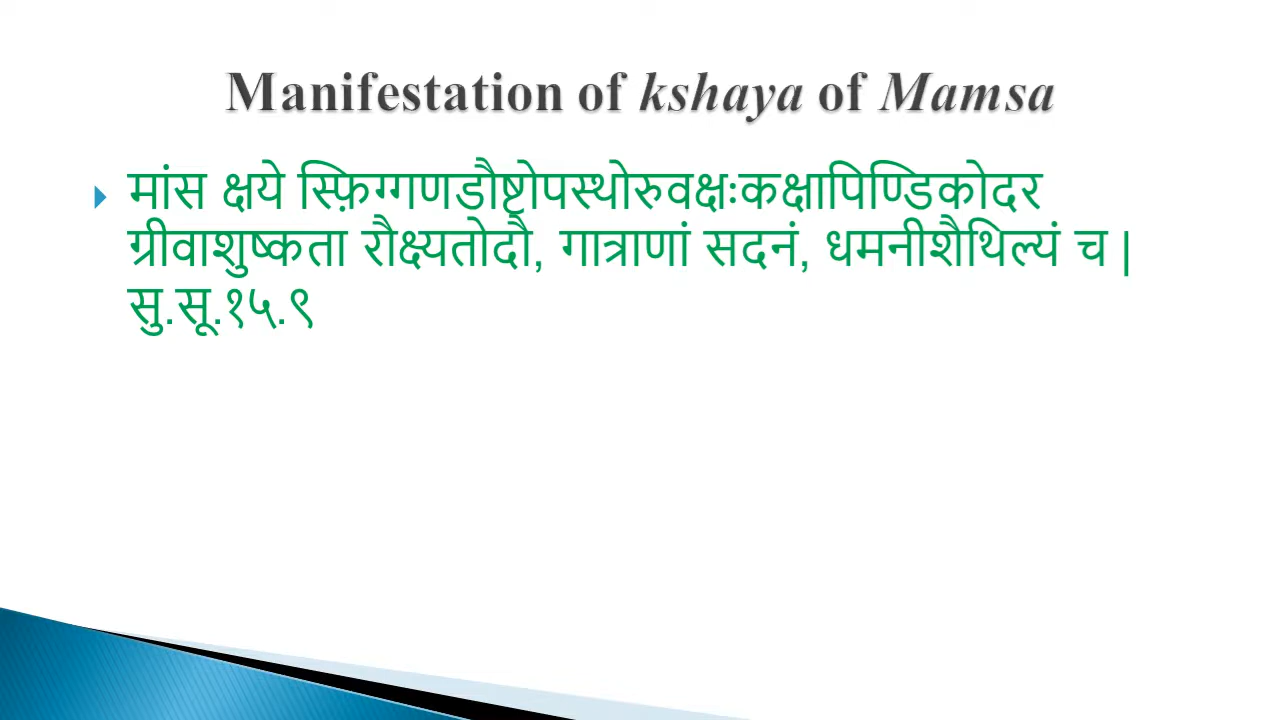 Manifestation of kshaya of Mamsa
मांस क्षये स्फ़िग्गणडौष्टोपस्थोरुवक्षःकक्षापिण्डिकोदर
ग्रीवाशुष्कता रौक्ष्यतोदौ, गात्राणां सदनं, धमनीशैथिल्यं च |
सु.सू.१५.९